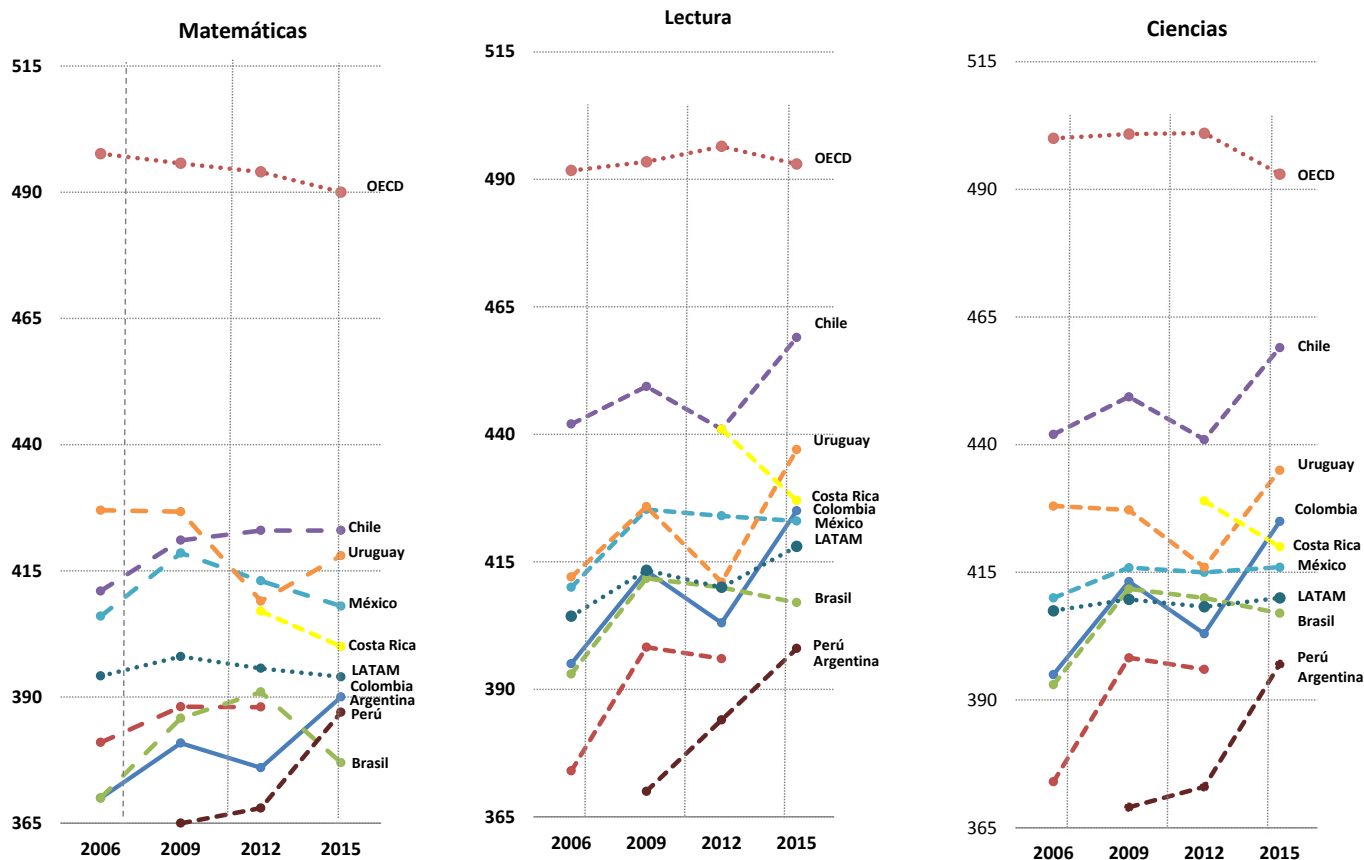 Matemáticas
515
490
465
440
415
390
365
OECD
Chile
Uruguay
México
Costa Rica
LATAM
Colombia
Argentina
Perú
Brasil
2006 2009 2012 2015
Lectura
515
490
465
440
415
390
365
OECD
Chile
Uruguay
Costa Rica
Colombia
México
LATAM
Brasil
Perú
Argentina
2006 2009 2012 2015
Ciencias
515
490
465
440
415
390
365
OECD
Chile
Uruguay
Colombia
Costa Rica
México
LATAM
Brasil
Perú
Argentina
2006 2009 2012 2015